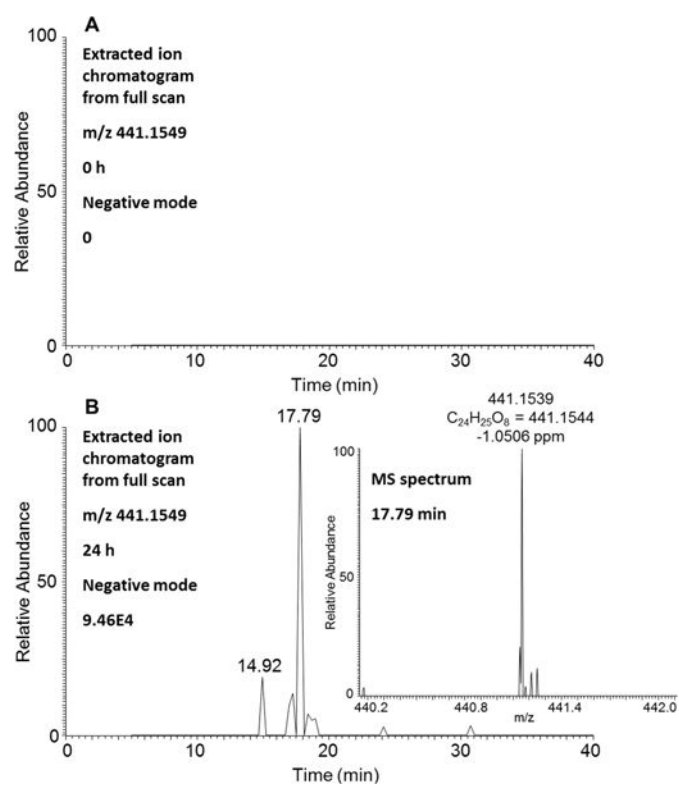 A
Extracted ion
chromatogram
from full scan
m/z 441.1549
0 h
Negative mode
0
Relative Abundance
100
50
0
0 10 20 30 40
Time (min)
B
Extracted ion
chromatogram
from full scan
m/z 441.1549
24 h
Negative mode
9.46E4
Relative Abundance
100
50
0
14.92
17.79
0 10 20 30 40
Time (min)
441.1539
C24H25O8 = 441.1544
-1.0506 ppm
MS spectrum
17.79 min
Relative Abundance
100
50
0
440.2 440.8 441.4 442.0
m/z